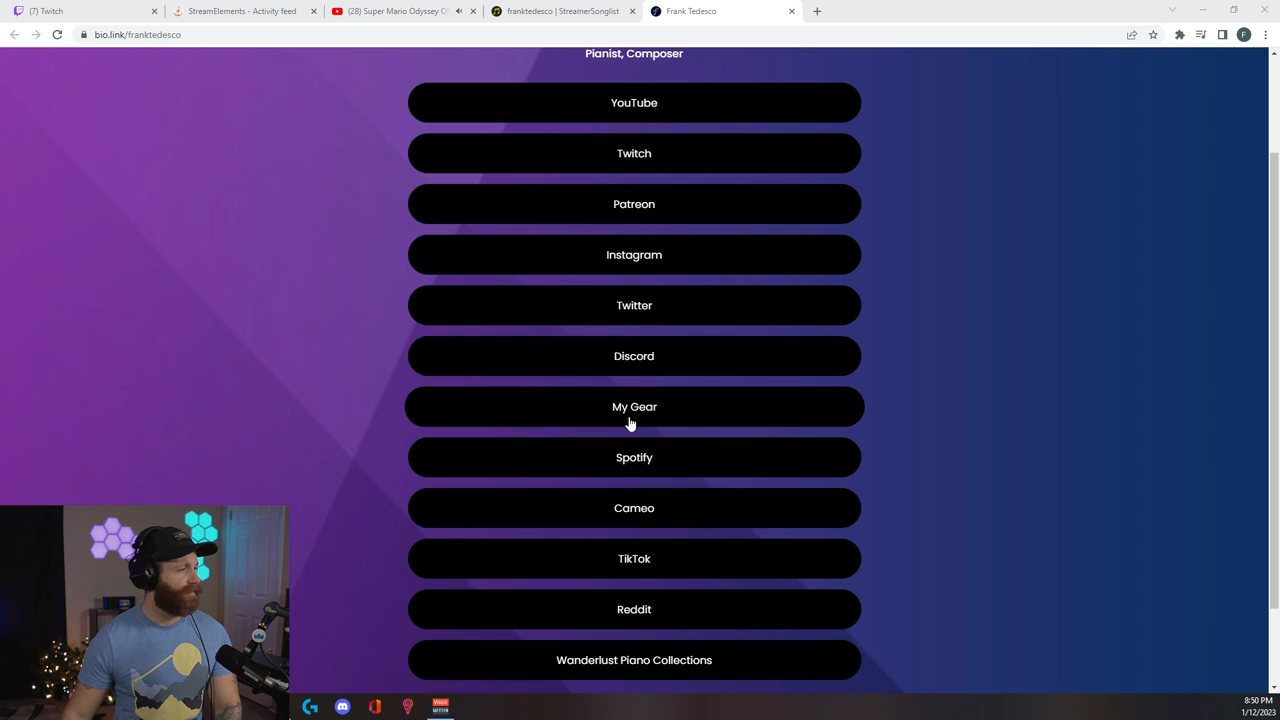 (7) Twitch
StreamElements - Activity feed
(28) Super Mario Odyssey O
franktedesco | StreamerSonglist
Frank Tedesco
bio.link/franktedesco
F
Pianist, Composer
YouTube
Twitch
Patreon
Instagram
Twitter
Discord
My Gear
Spotify
Cameo
TikTok
Reddit
Wanderlust Piano Collections
8:50 PM
1/12/2023